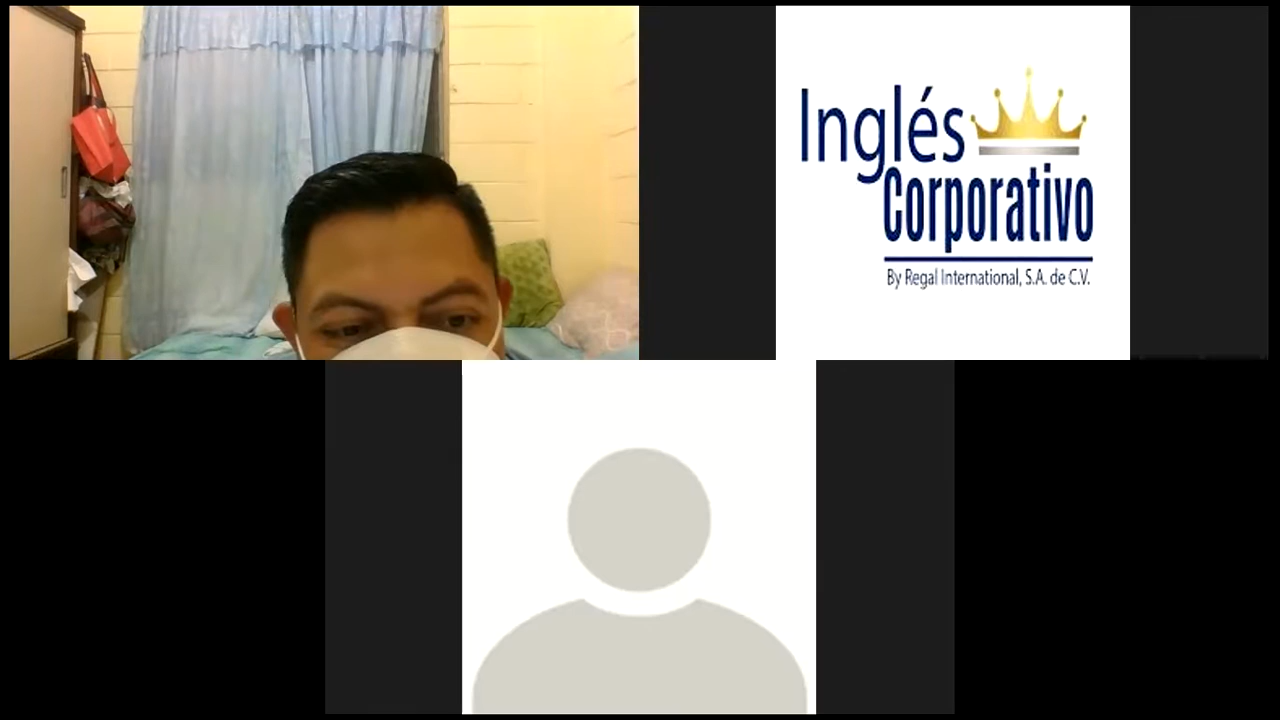 Inglés
Corporativo
By Regal International, S.A. de C.V.